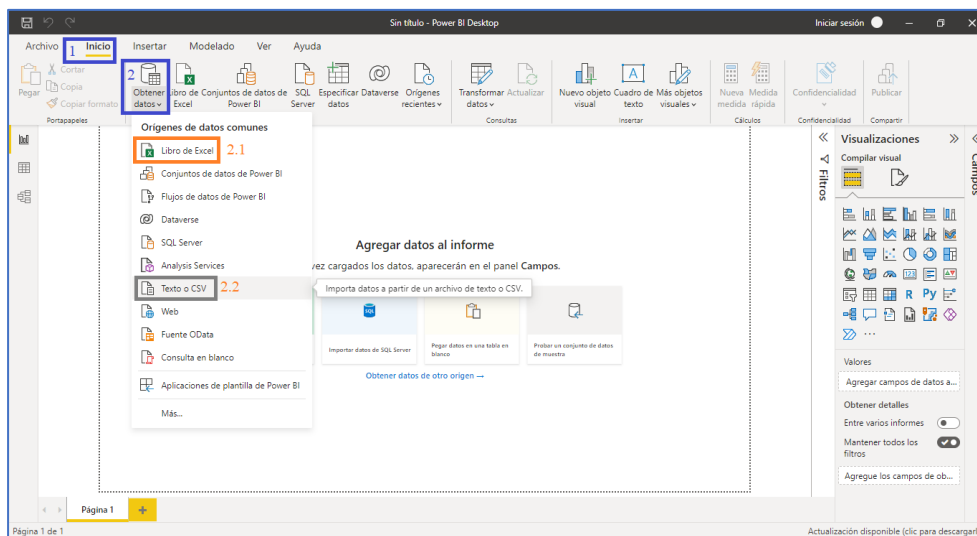 Sin título - Power BI Desktop
Iniciar sesión
Archivo
1
Inicio
Insertar
Modelado
Ver
Ayuda
2
Pegar
Cortar
Copia
Copiar formato
Portapapeles
Obtener datos
Libro de Excel
Conjuntos de datos de Power BI
SQL Server
Especificar datos
Dataverse
Orígenes recientes
Transformar datos
Actualizar
Consultas
Nuevo objeto visual
Cuadro de texto
Más objetos visuales
Insertar
Nueva medida
Medida rápida
Cálculos
Confidencialidad
Confidencialidad
Publicar
Compartir
Orígenes de datos comunes
Libro de Excel
2.1
Conjuntos de datos de Power BI
Flujos de datos de Power BI
Dataverse
SQL Server
Analysis Services
Texto o CSV
2.2
Web
Fuente OData
Consulta en blanco
Aplicaciones de plantilla de Power BI
Más...
Agregar datos al informe
vez cargados los datos, aparecerán en el panel Campos.
Importa datos a partir de un archivo de texto o CSV.
SQL
Importar datos de SQL Server
Pegar datos en una tabla en
blanco
Probar un conjunto de datos
de muestra
Obtener datos de otro origen →
Filtros
Visualizaciones
Compilar visual
123
R
Py
Valores
Agregar campos de datos a...
Obtener detalles
Entre varios informes
Mantener todos los
filtros
Agregue los campos de ob...
Campos
Página 1
Página 1 de 1
Actualización disponible (clic para descargarl